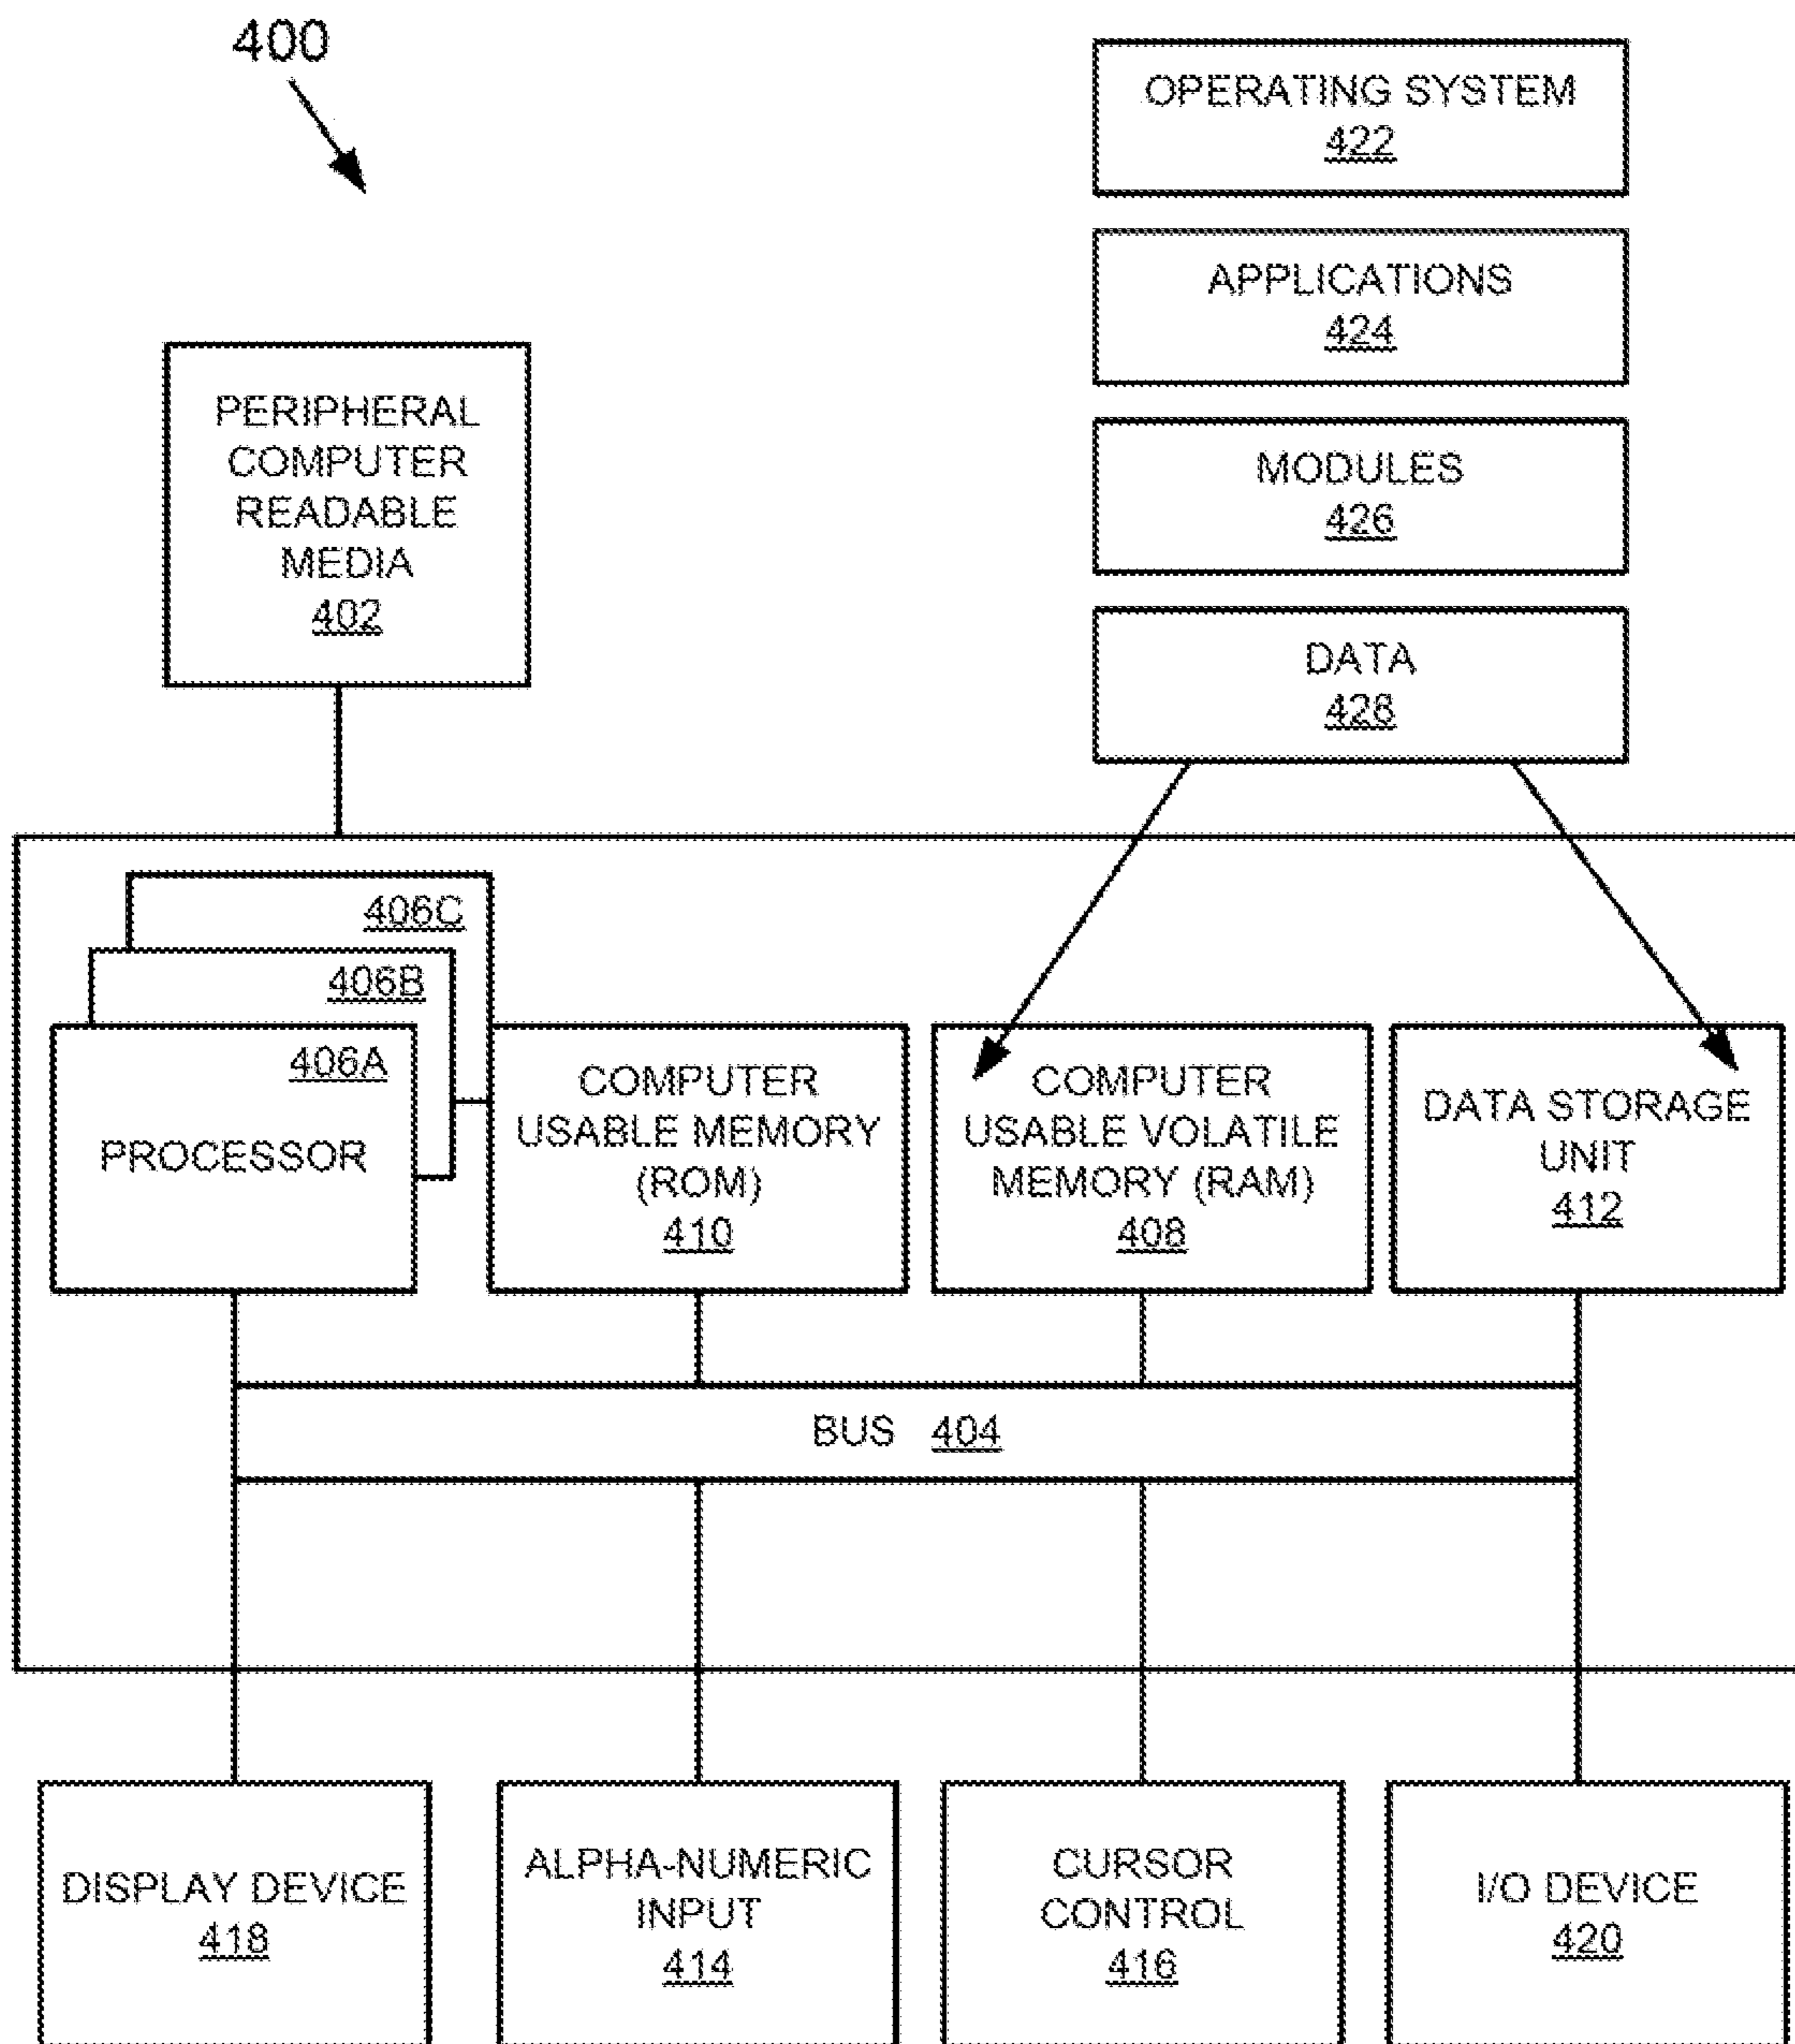 400
OPERATING SYSTEM
422
APPLICATIONS
424
MODULES
426
DATA
428
PERIPHERAL
COMPUTER
READABLE
MEDIA
402
406C
406B
406A
PROCESSOR
COMPUTER
USABLE MEMORY
(ROM)
410
COMPUTER
USABLE VOLATILE
MEMORY (RAM)
408
DATA STORAGE
UNIT
412
BUS 404
DISPLAY DEVICE
418
ALPHA-NUMERIC
INPUT
414
CURSOR
CONTROL
416
I/O DEVICE
420